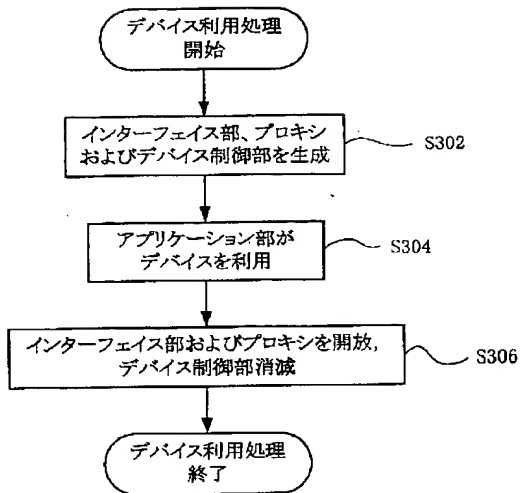 デバイス利用処理
開始
インターフェイス部、プロキシ
およびデバイス制御部を生成
S302
アプリケーション部が
デバイスを利用
S304
インターフェイス部およびプロキシを開放,
デバイス制御部消滅
S306
デバイス利用処理
終了